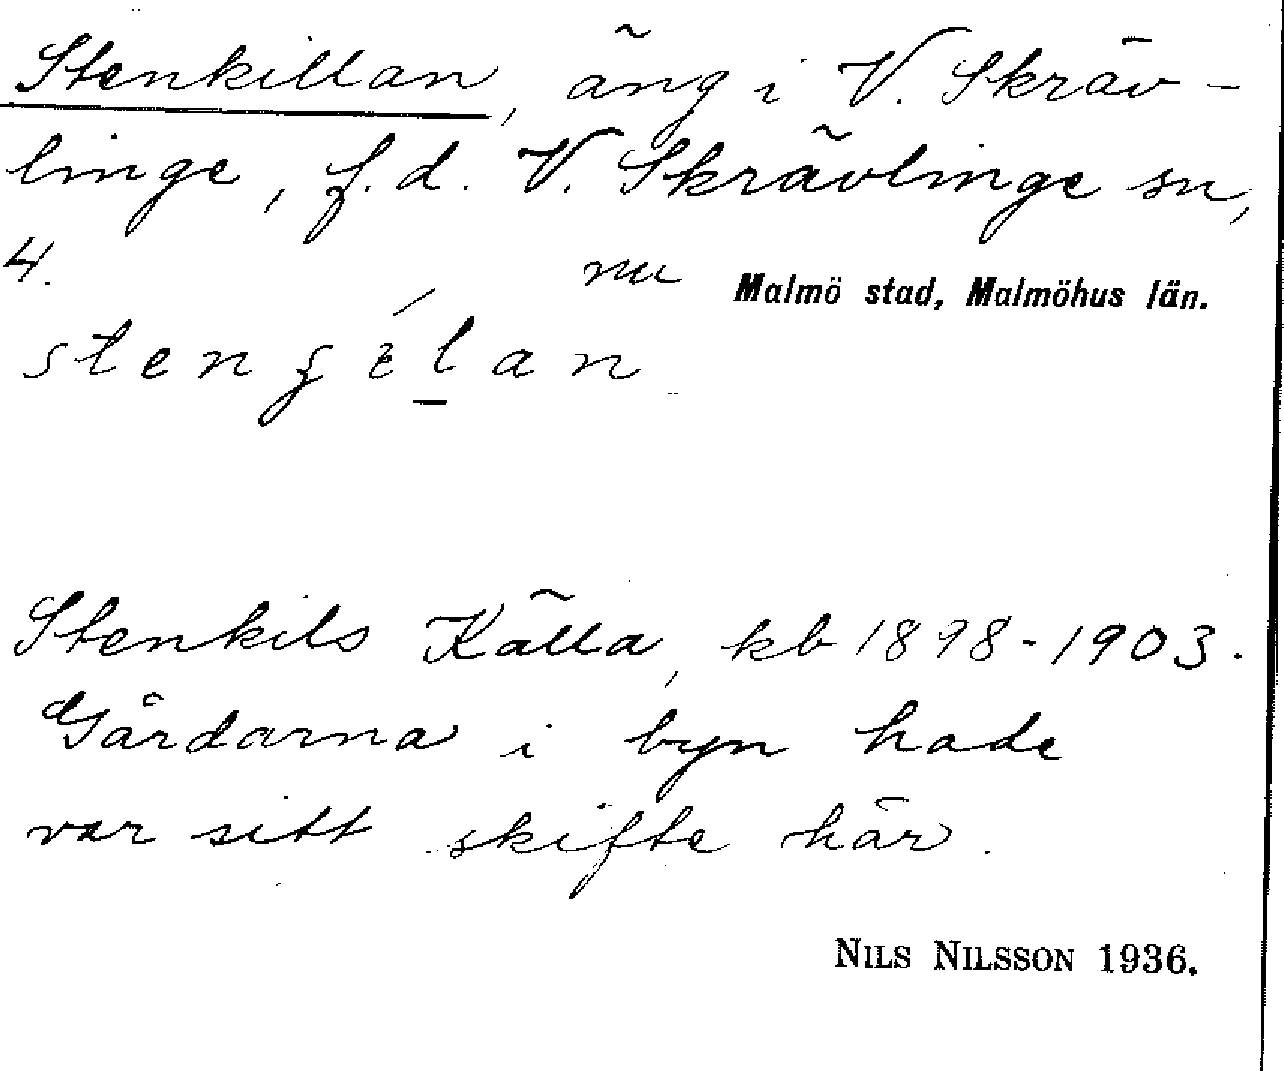 Stenkillan, äng i V. Skräv-
linge, f.d. V. Skrävlinge sn,
4.
nu Malmö stad, Malmöhus län.
Stenkils Källa, kb 1898-1903.
Gårdarna i byn hade
var sitt skifte här.
NILS NILSSON 1936.